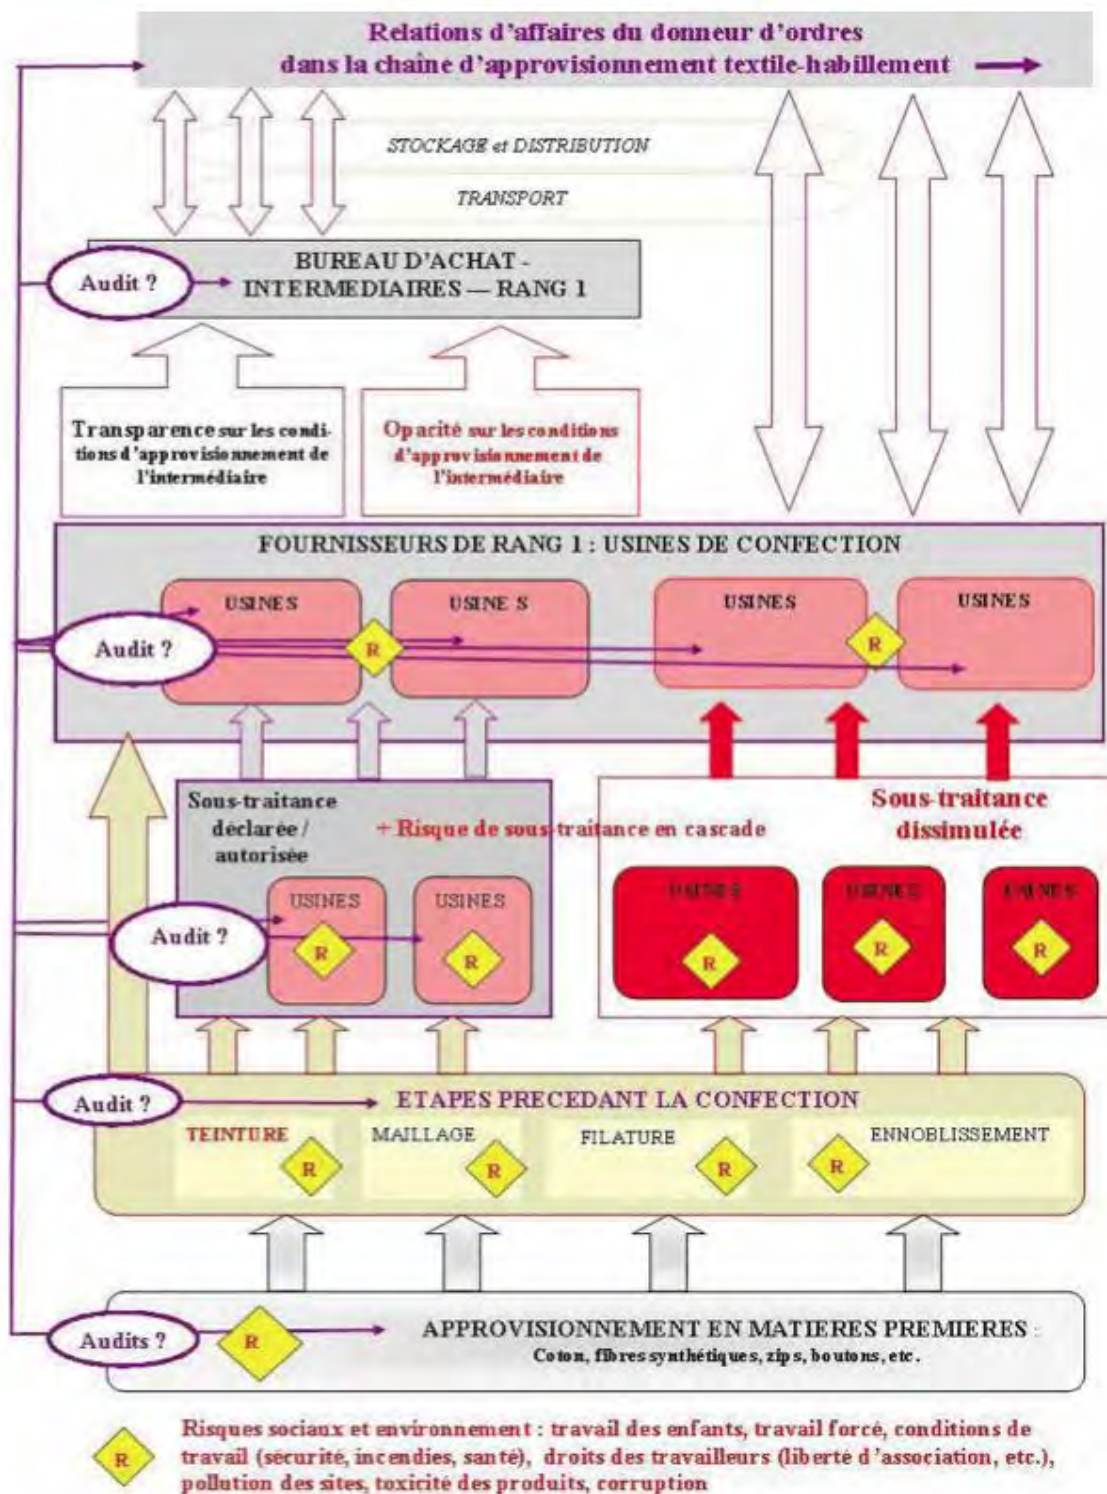 Relations d'affaires du donneur d'ordres
dans la chaîne d'approvisionnement textile-habillement
STOCKAGE et DISTRIBUTION
TRANSPORT
BUREAU D'ACHAT -
INTERMEDIAIRES — RANG 1
Audit ?
Transparence sur les condi-
tions d'approvisionnement de
l'intermédiaire
Opacité sur les conditions
d'approvisionnement de
l'intermédiaire
FOURNISSEURS DE RANG 1 : USINES DE CONFECTION
USINES
USINE S
USINES
USINES
Audit ?
R
R
Sous-traitance
déclarée /
autorisée
+ Risque de sous-traitance en cascade
Sous-traitance
dissimulée
USINES
USINES
USINES
USINES
USINES
Audit ?
R
R
R
R
R
Audit ?
ETAPES PRECEDANT LA CONFECTION
TEINTURE
MAILLAGE
FILATURE
ENNOBLISSEMENT
R
R
R
R
Audits ?
R
APPROVISIONNEMENT EN MATIERES PREMIERES :
Coton, fibres synthétiques, zips, boutons, etc.
R
Risques sociaux et environnement : travail des enfants, travail forcé, conditions de
travail (sécurité, incendies, santé), droits des travailleurs (liberté d'association, etc.),
pollution des sites, toxicité des produits, corruption